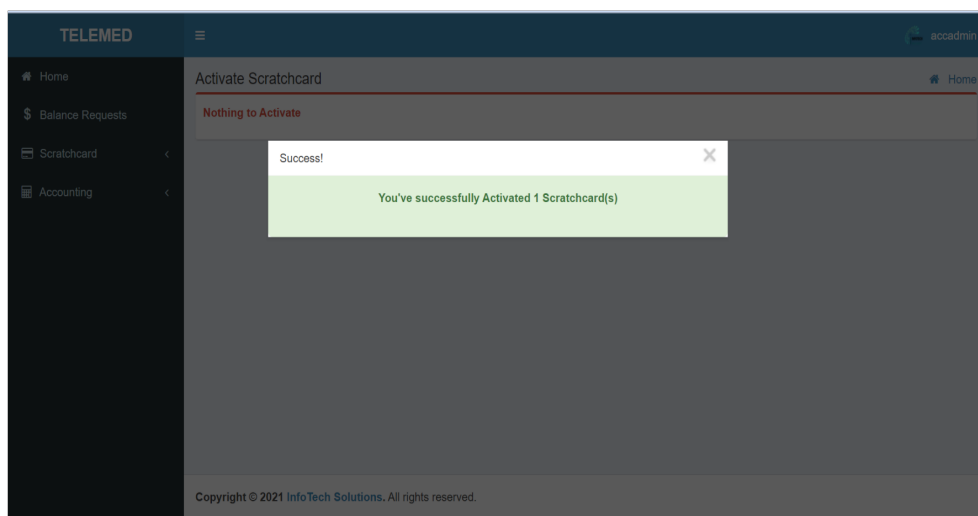 TELEMED
accadmin
Home
$ Balance Requests
Scratchcard <
Accounting <
Activate Scratchcard
Home
Nothing to Activate
Success! ×
You've successfully Activated 1 Scratchcard(s)
Copyright © 2021 InfoTech Solutions. All rights reserved.